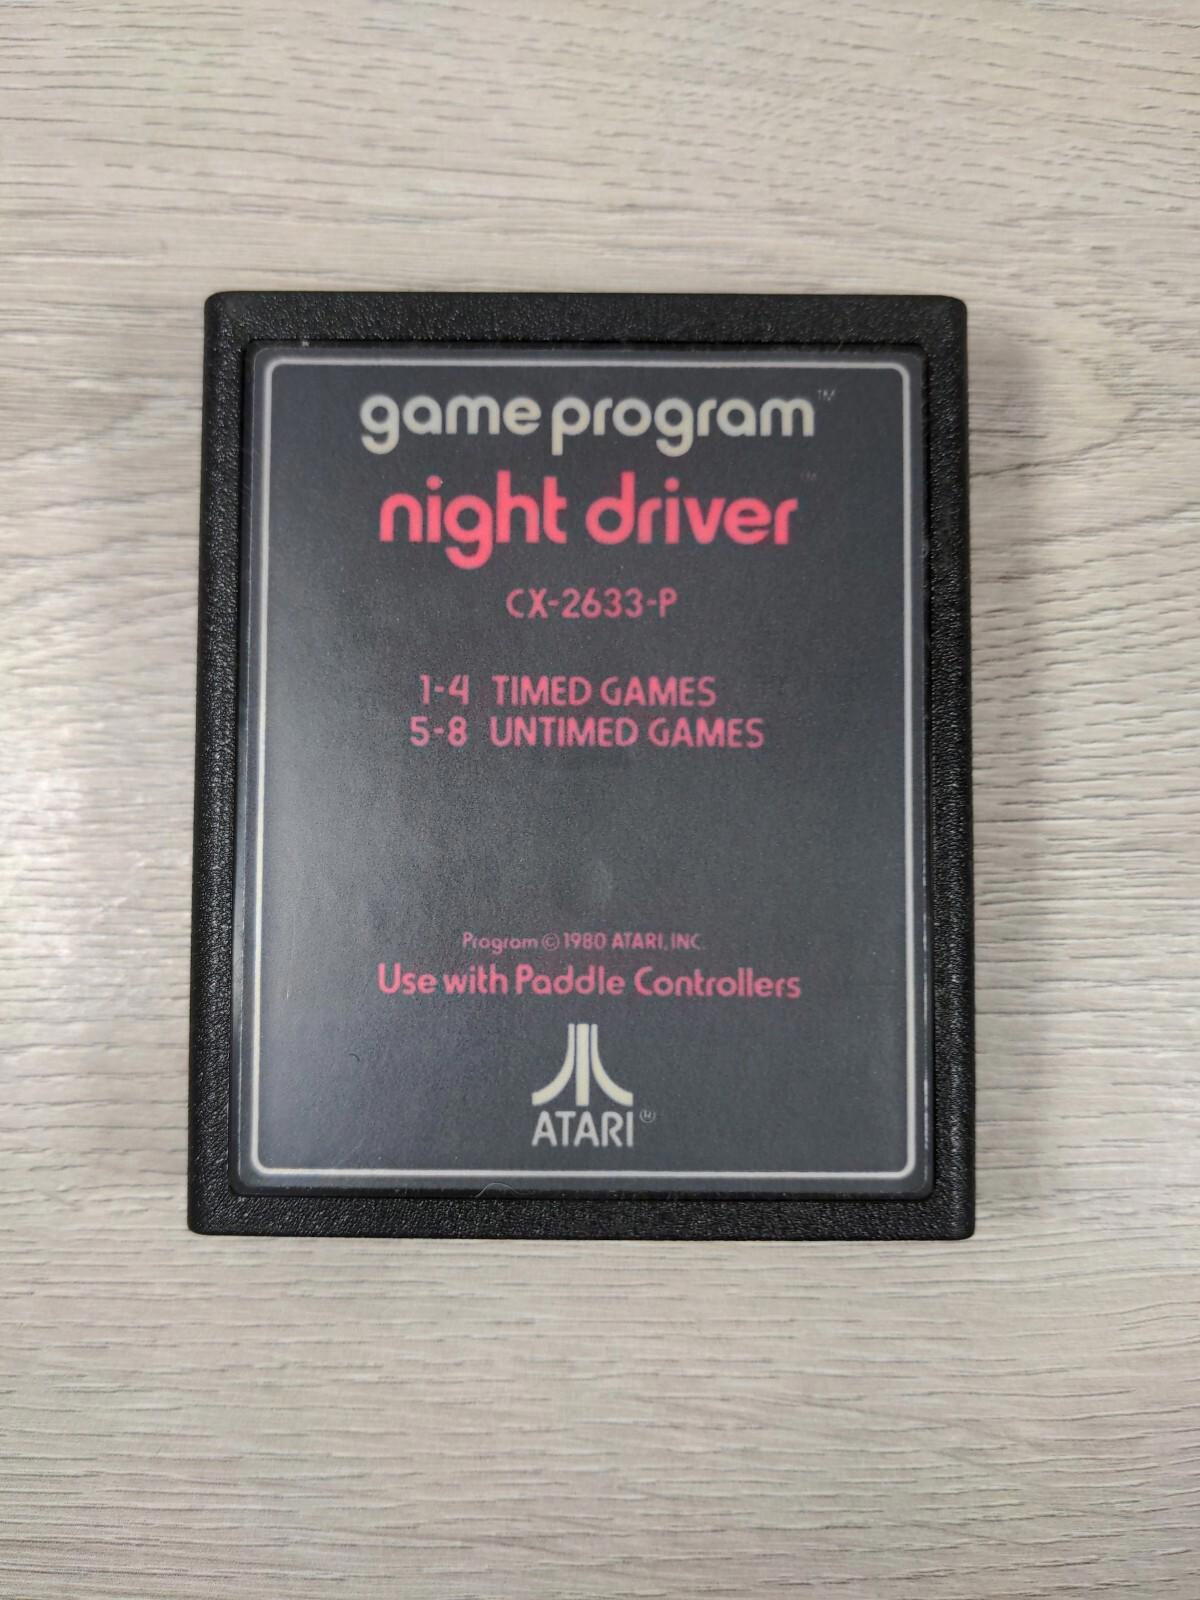 game program™
night driver™
CX-2633-P
1-4 TIMED GAMES
5-8 UNTIMED GAMES
Program © 1980 ATARI, INC.
Use with Paddle Controllers
ATARI®